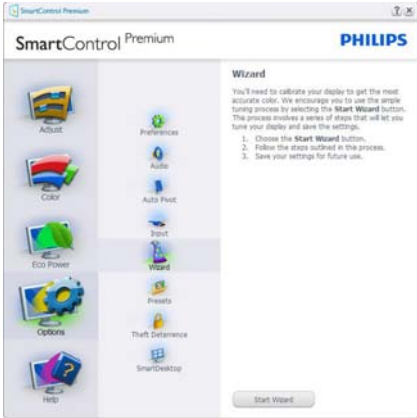 SmartControl Premium
SmartControl Premium
PHILIPS
Adjust
Color
Eco Power
Options
Help
Preferences
Audio
Auto Pivot
Input
Wizard
Presets
Theft Deterrence
SmartDesktop
Wizard
You'll need to calibrate your display to get the most
accurate color. We encourage you to use the simple
tuning process by selecting the Start Wizard button.
This process involves a series of steps that will let you
tune your display and save the settings.
1. Choose the Start Wizard button.
2. Follow the steps outlined in the process.
3. Save your settings for future use.
Start Wizard